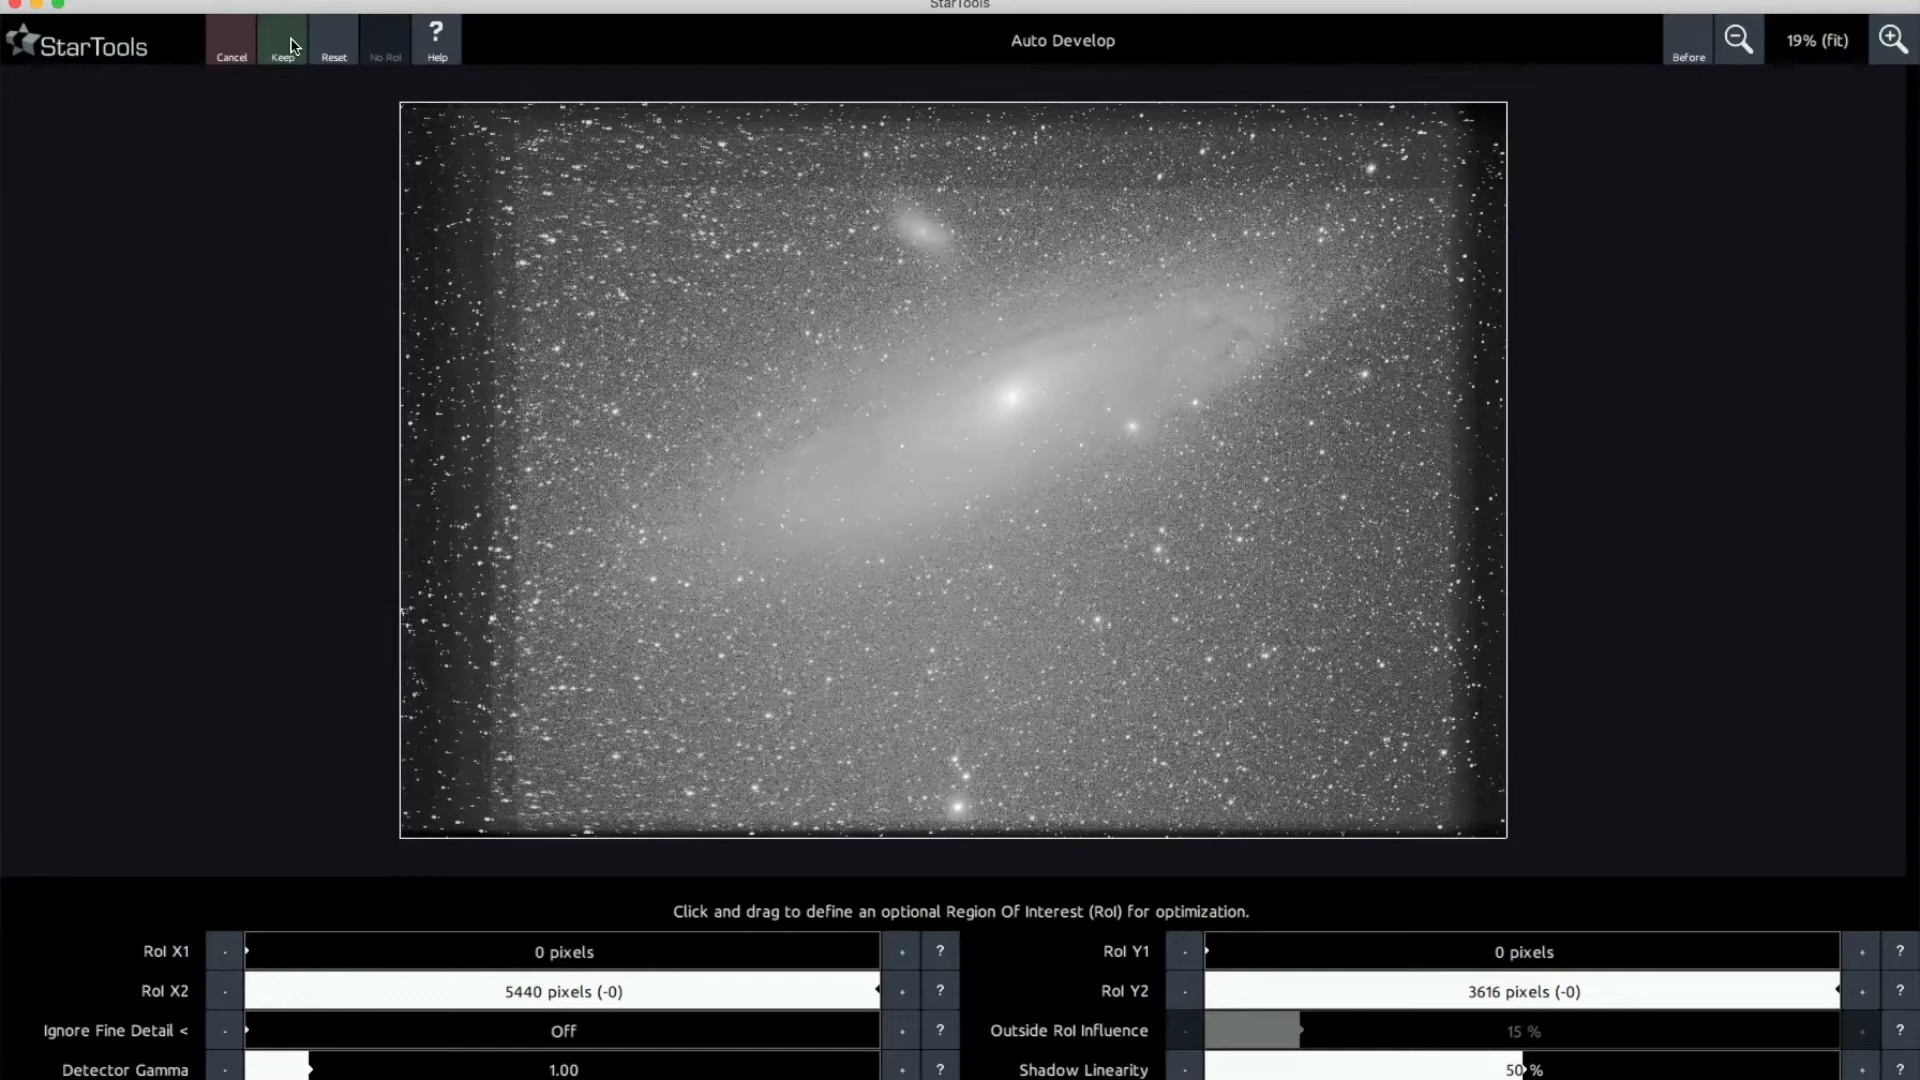 StarTools
StarTools
Cancel
Keep
Reset
No RoI
?
Help
Auto Develop
Before
19% (fit)
Click and drag to define an optional Region Of Interest (RoI) for optimization.
RoI X1 - 0 pixels + ?
RoI Y1 - 0 pixels + ?
RoI X2 - 5440 pixels (-0) + ?
RoI Y2 - 3616 pixels (-0) + ?
Ignore Fine Detail < - Off + ?
Outside RoI Influence - 15 % + ?
Detector Gamma - 1.00 + ?
Shadow Linearity - 50 % + ?